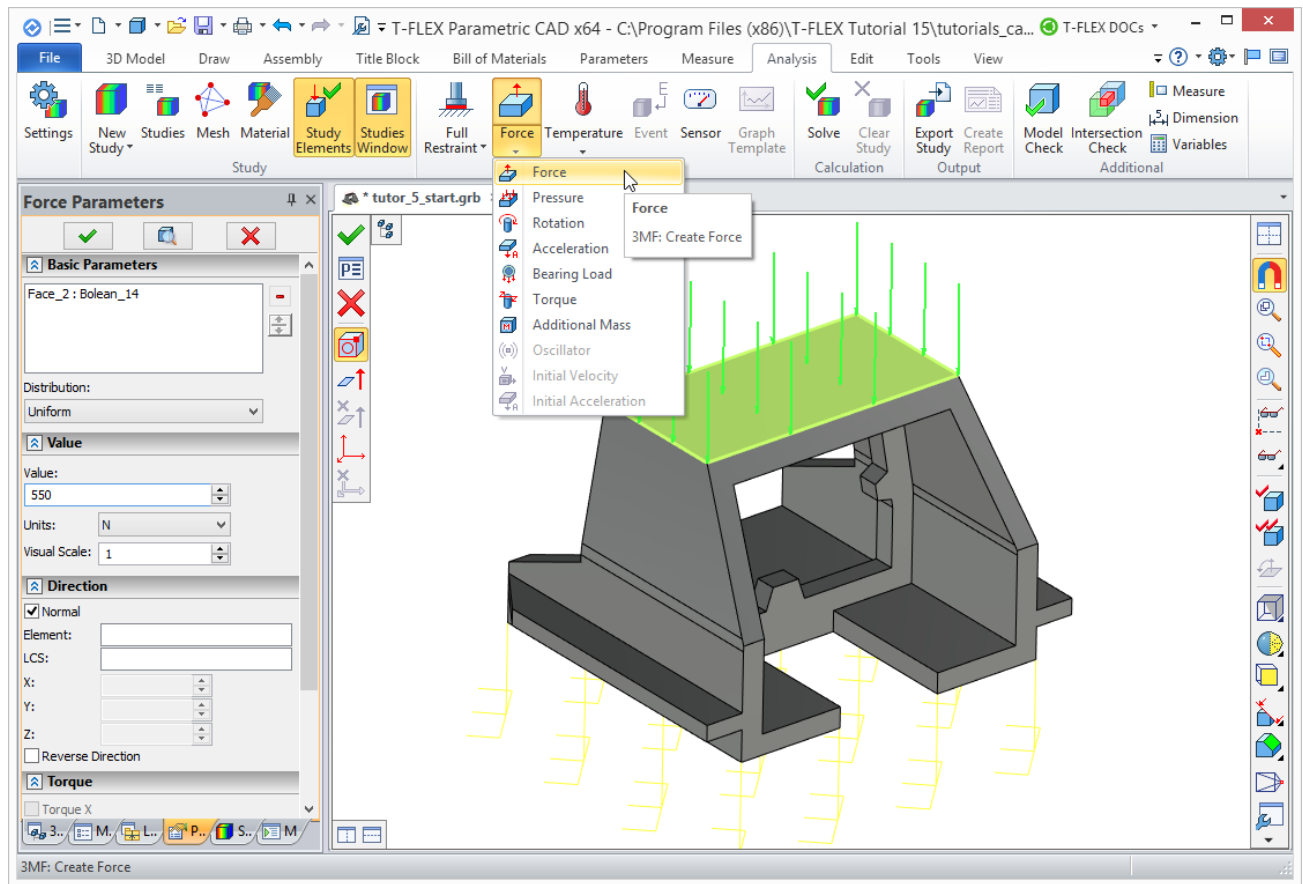 T-FLEX Parametric CAD x64 - C:\Program Files (x86)\T-FLEX Tutorial 15\tutorials_ca... T-FLEX DOCs
File 3D Model Draw Assembly Title Block Bill of Materials Parameters Measure Analysis Edit Tools View
Settings New Study Studies Mesh Material Study Elements Studies Window
Study
Full Restraint Force Temperature Event Sensor Graph Template
Solve Clear Study
Calculation
Export Study Create Report
Output
Model Check Intersection Check Measure
Dimension
Variables
Additional
Force Parameters
Basic Parameters
Face_2 : Bolean_14
Distribution:
Uniform
Value
Value:
550
Units: N
Visual Scale: 1
Direction
Normal
Element:
LCS:
X:
Y:
Z:
Reverse Direction
Torque
Torque X
3.. M. L.. P.. S.. M
* tutor_5_start.grb
Force
Pressure
Rotation
Acceleration
Bearing Load
Torque
Additional Mass
Oscillator
Initial Velocity
Initial Acceleration
Force
3MF: Create Force
3MF: Create Force